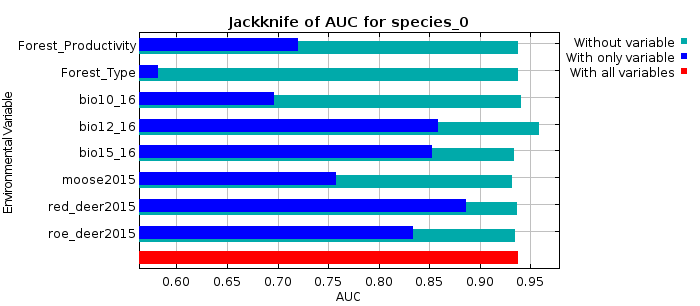 Jackknife of AUC for species_0
Forest_Productivity
Forest_Type
bio10_16
bio12_16
bio15_16
moose2015
red_deer2015
roe_deer2015
Environmental Variable
0.60 0.65 0.70 0.75 0.80 0.85 0.90 0.95
AUC
Without variable
With only variable
With all variables